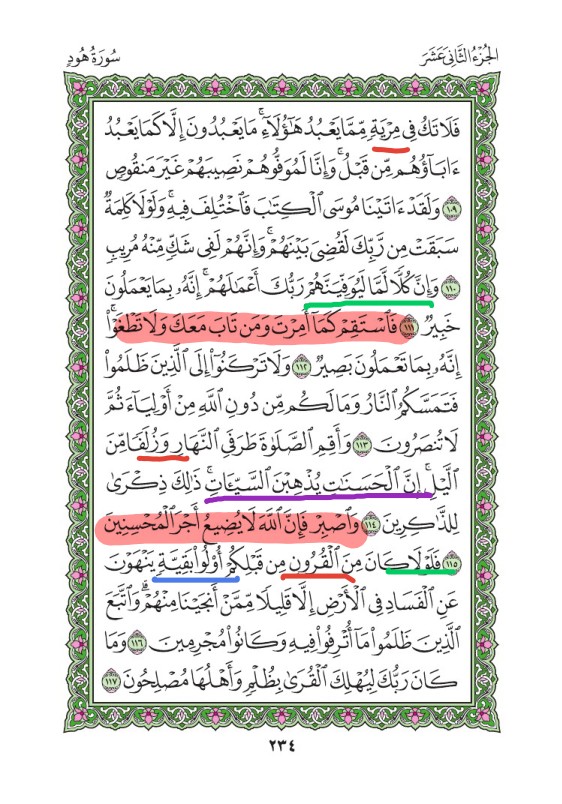 الجُزْءُ الثَّانِي عَشَرَ
سُورَةُ هُودٍ
فَلَا تَكُ فِي مِرْيَةٍ مِّمَّا يَعْبُدُ هَٰٓؤُلَآءِۚ مَا يَعْبُدُونَ إِلَّا كَمَا يَعْبُدُ
ءَابَآؤُهُم مِّن قَبْلُۚ وَإِنَّا لَمُوَفُّوهُمْ نَصِيبَهُمْ غَيْرَ مَنقُوصٍ
١٠٩ وَلَقَدْ ءَاتَيْنَا مُوسَى ٱلْكِتَٰبَ فَٱخْتُلِفَ فِيهِۚ وَلَوْلَا كَلِمَةٌ
سَبَقَتْ مِن رَّبِّكَ لَقُضِيَ بَيْنَهُمْۚ وَإِنَّهُمْ لَفِي شَكٍّ مِّنْهُ مُرِيبٍ
١١٠ وَإِنَّ كُلًّا لَّمَّا لَيُوَفِّيَنَّهُمْ رَبُّكَ أَعْمَٰلَهُمْۚ إِنَّهُۥ بِمَا يَعْمَلُونَ
خَبِيرٌ ١١١ فَٱسْتَقِمْ كَمَآ أُمِرْتَ وَمَن تَابَ مَعَكَ وَلَا تَطْغَوْا۟ۚ
إِنَّهُۥ بِمَا تَعْمَلُونَ بَصِيرٌ ١١٢ وَلَا تَرْكَنُوٓا۟ إِلَى ٱلَّذِينَ ظَلَمُوا۟
فَتَمَسَّكُمُ ٱلنَّارُ وَمَا لَكُم مِّن دُونِ ٱللَّهِ مِنْ أَوْلِيَآءَ ثُمَّ
لَا تُنصَرُونَ ١١٣ وَأَقِمِ ٱلصَّلَوٰةَ طَرَفَيِ ٱلنَّهَارِ وَزُلَفًا مِّنَ
ٱلَّيْلِۚ إِنَّ ٱلْحَسَنَٰتِ يُذْهِبْنَ ٱلسَّيِّـَٔاتِۚ ذَٰلِكَ ذِكْرَىٰ
لِلذَّٰكِرِينَ ١١٤ وَٱصْبِرْ فَإِنَّ ٱللَّهَ لَا يُضِيعُ أَجْرَ ٱلْمُحْسِنِينَ
١١٥ فَلَوْلَا كَانَ مِنَ ٱلْقُرُونِ مِن قَبْلِكُمْ أُو۟لُوا۟ بَقِيَّةٍ يَنْهَوْنَ
عَنِ ٱلْفَسَادِ فِي ٱلْأَرْضِ إِلَّا قَلِيلًا مِّمَّنْ أَنجَيْنَا مِنْهُمْۗ وَٱتَّبَعَ
ٱلَّذِينَ ظَلَمُوا۟ مَآ أُتْرِفُوا۟ فِيهِ وَكَانُوا۟ مُجْرِمِينَ ١١٦ وَمَا
كَانَ رَبُّكَ لِيُهْلِكَ ٱلْقُرَىٰ بِظُلْمٍ وَأَهْلُهَا مُصْلِحُونَ ١١٧
٢٣٤